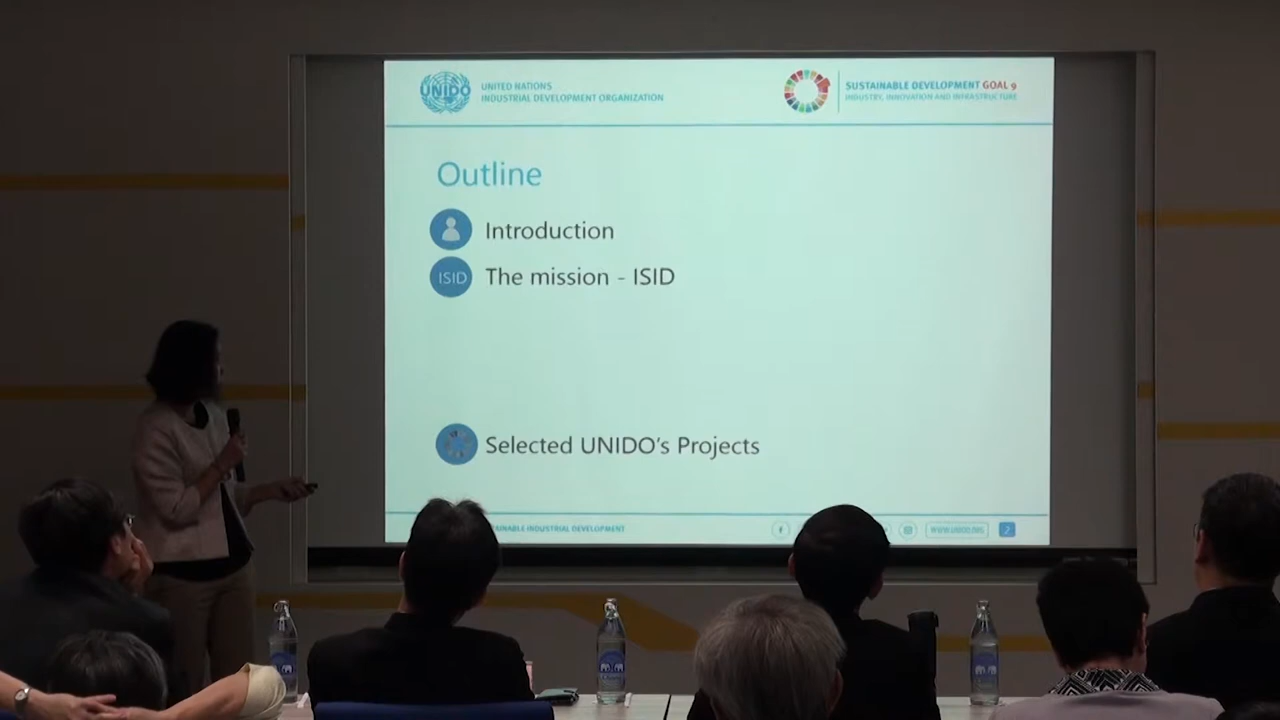 UNIDO
UNITED NATIONS
INDUSTRIAL DEVELOPMENT ORGANIZATION
SUSTAINABLE DEVELOPMENT GOAL 9
INDUSTRY, INNOVATION AND INFRASTRUCTURE
Outline
Introduction
ISID
The mission - ISID
Selected UNIDO's Projects
INDUSTRIAL DEVELOPMENT
WWW.UNIDO.ORG
2